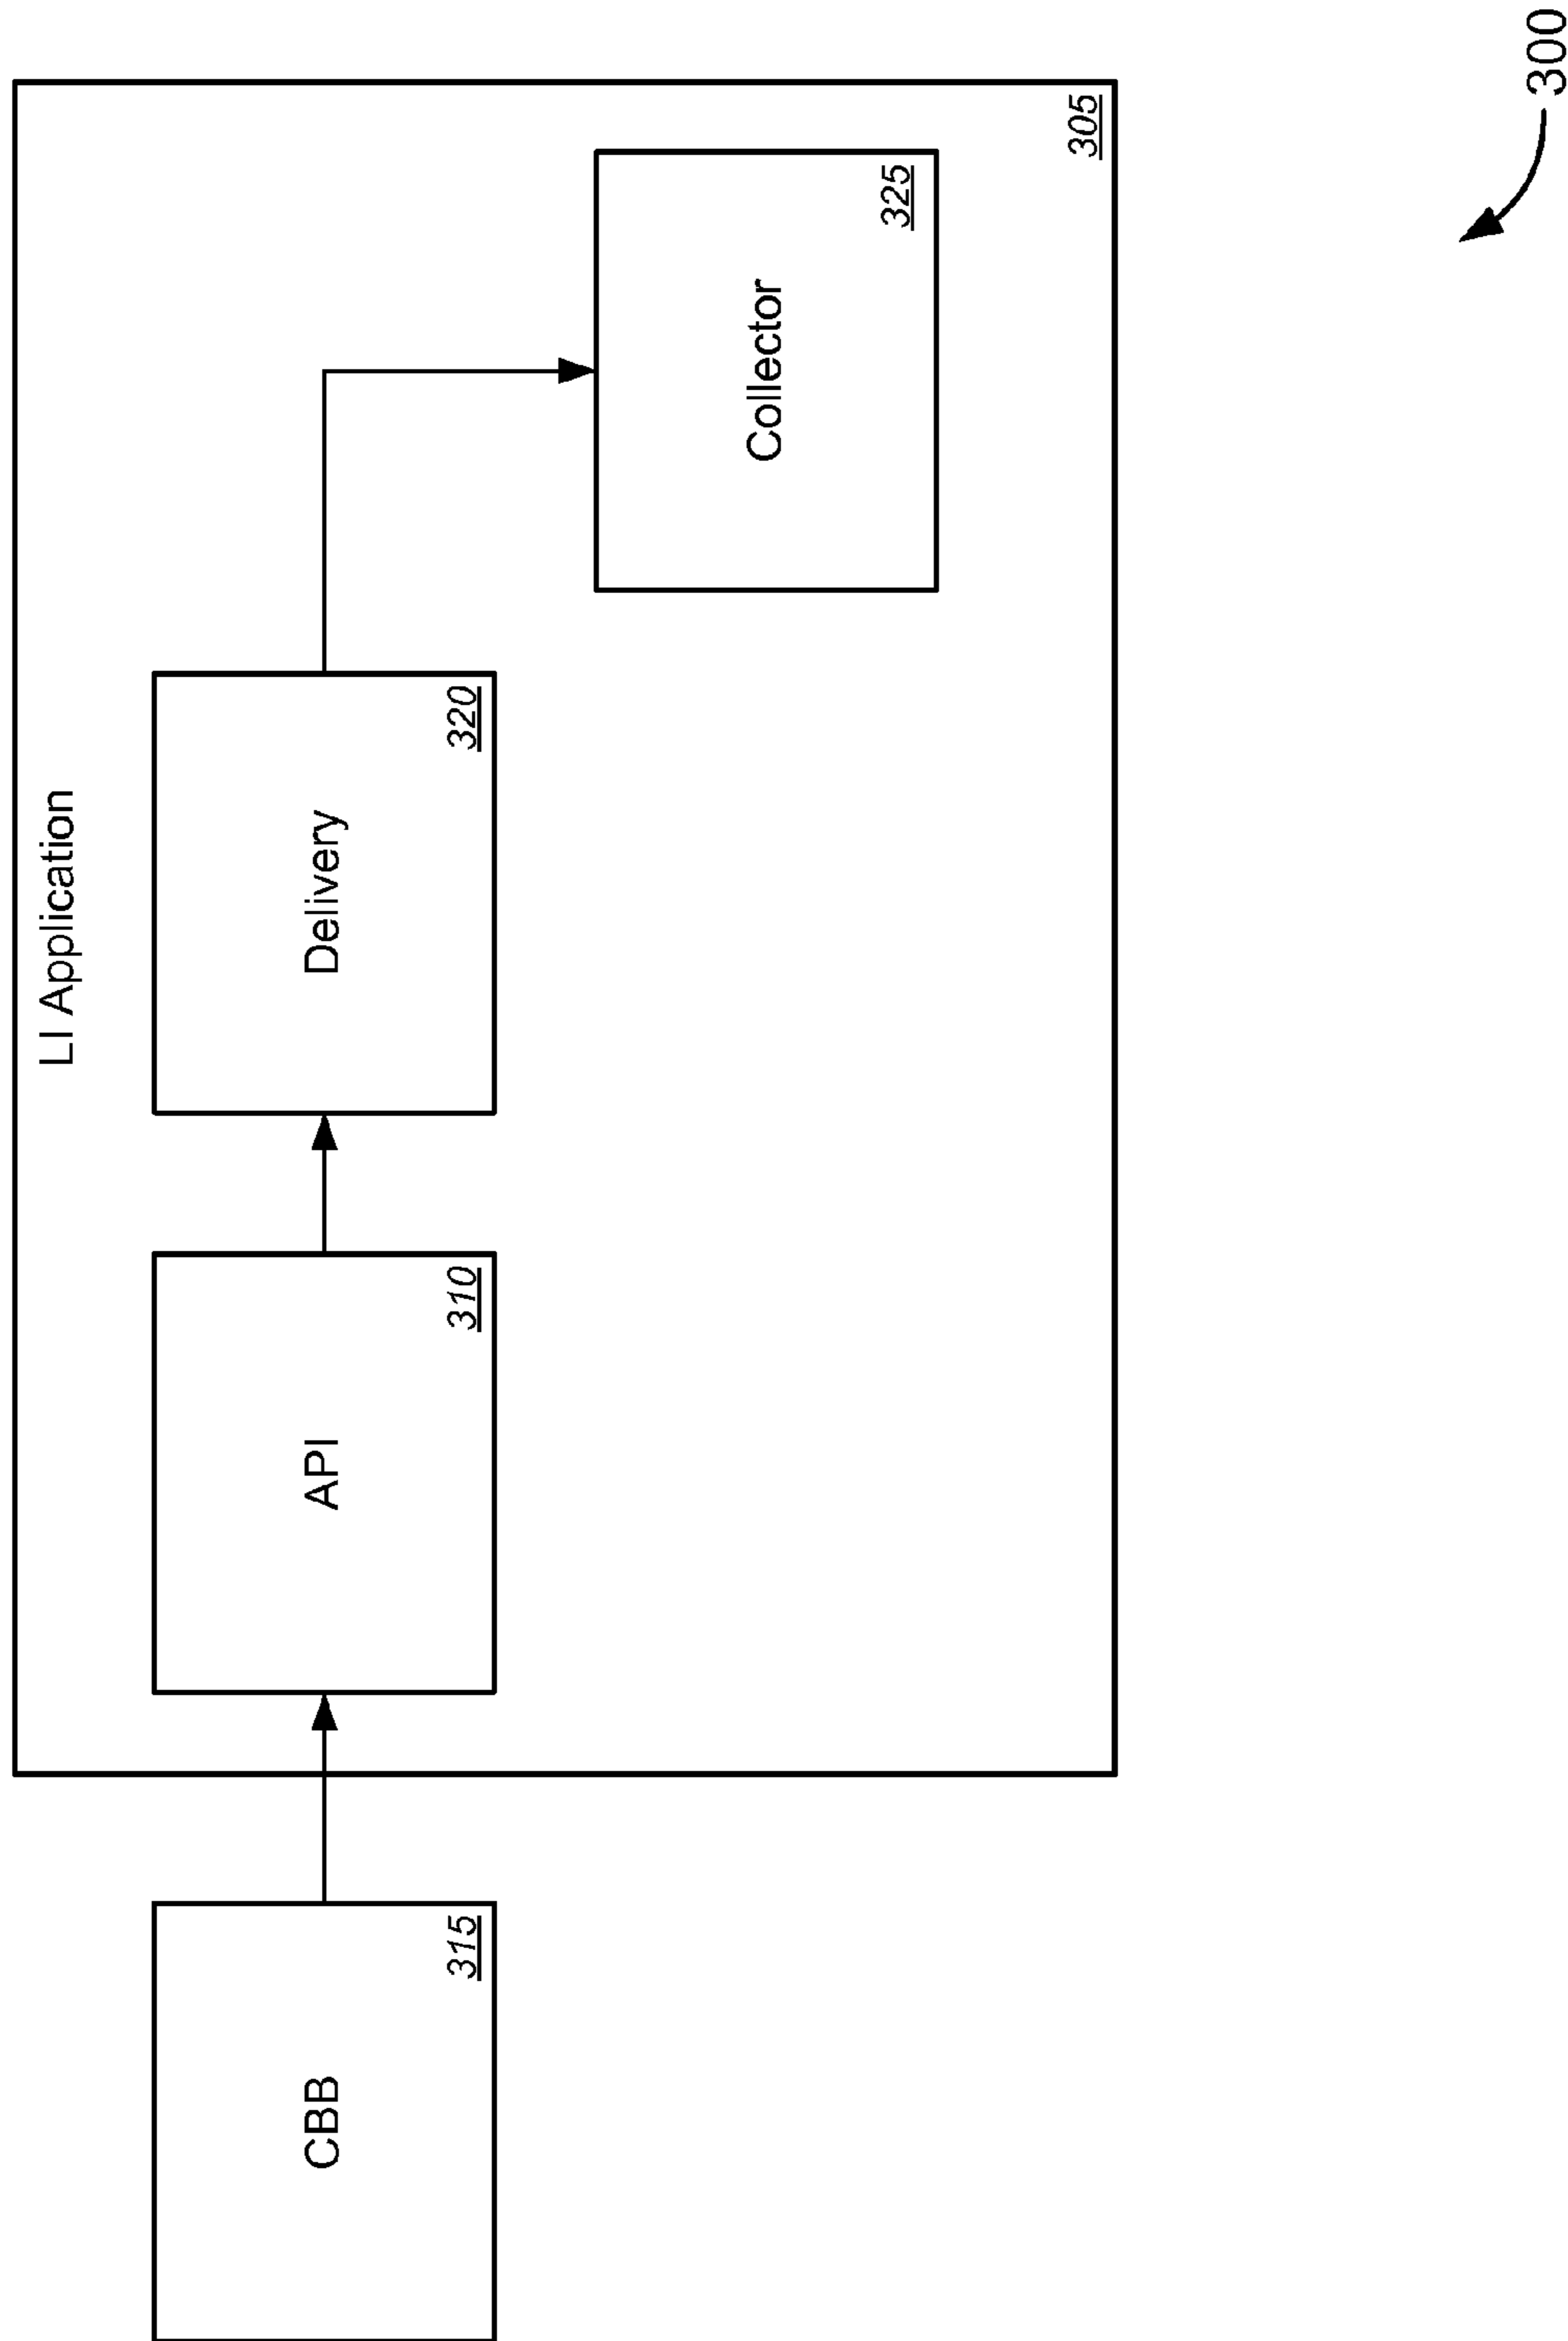 LI Application
CBB
315
API
310
Delivery
320
Collector
325
305
300